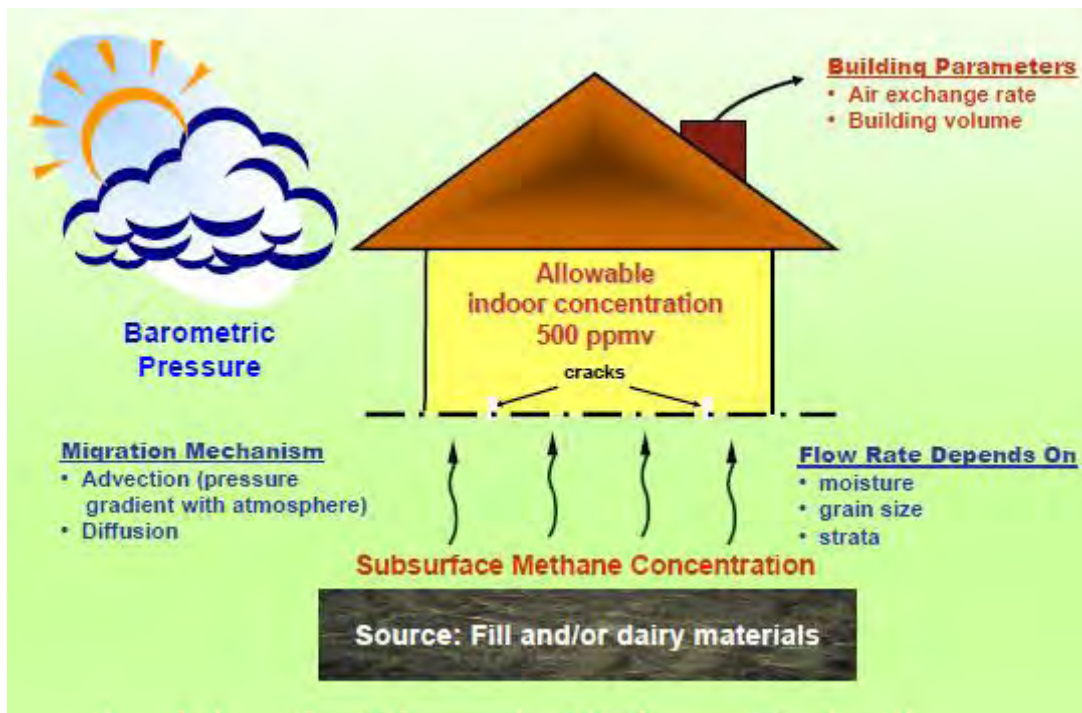 Building Parameters
• Air exchange rate
• Building volume
Allowable
indoor concentration
500 ppmv
cracks
Barometric
Pressure
Migration Mechanism
• Advection (pressure
gradient with atmosphere)
• Diffusion
Flow Rate Depends On
• moisture
• grain size
• strata
Subsurface Methane Concentration
Source: Fill and/or dairy materials